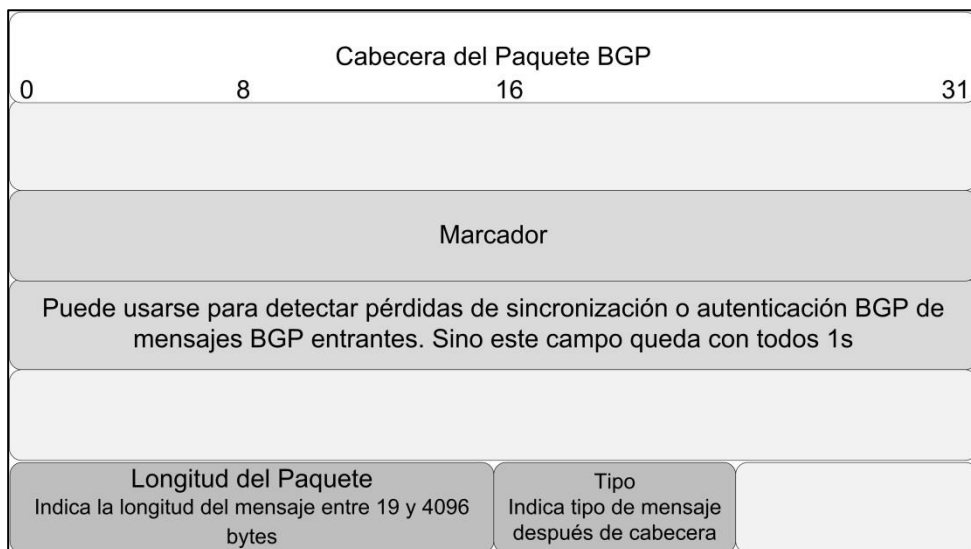 Cabecera del Paquete BGP
0 8 16 31
Marcador
Puede usarse para detectar pérdidas de sincronización o autenticación BGP de
mensajes BGP entrantes. Sino este campo queda con todos 1s
Longitud del Paquete
Indica la longitud del mensaje entre 19 y 4096
bytes
Tipo
Indica tipo de mensaje
después de cabecera